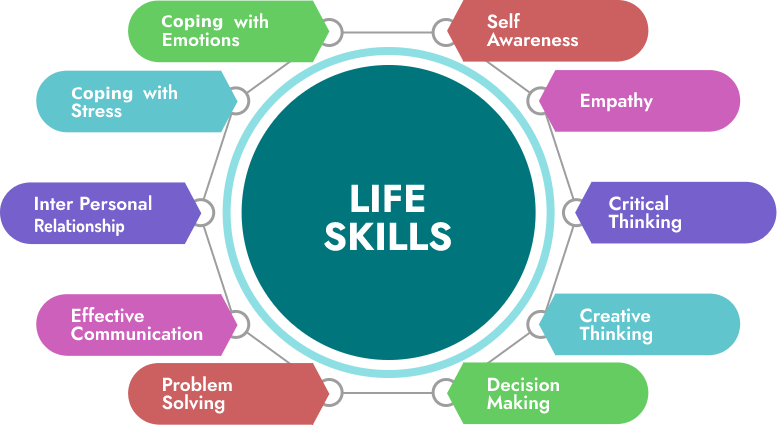 Coping with
Emotions
Self
Awareness
Coping with
Stress
Empathy
Inter Personal
Relationship
LIFE
SKILLS
Critical
Thinking
Effective
Communication
Creative
Thinking
Problem
Solving
Decision
Making